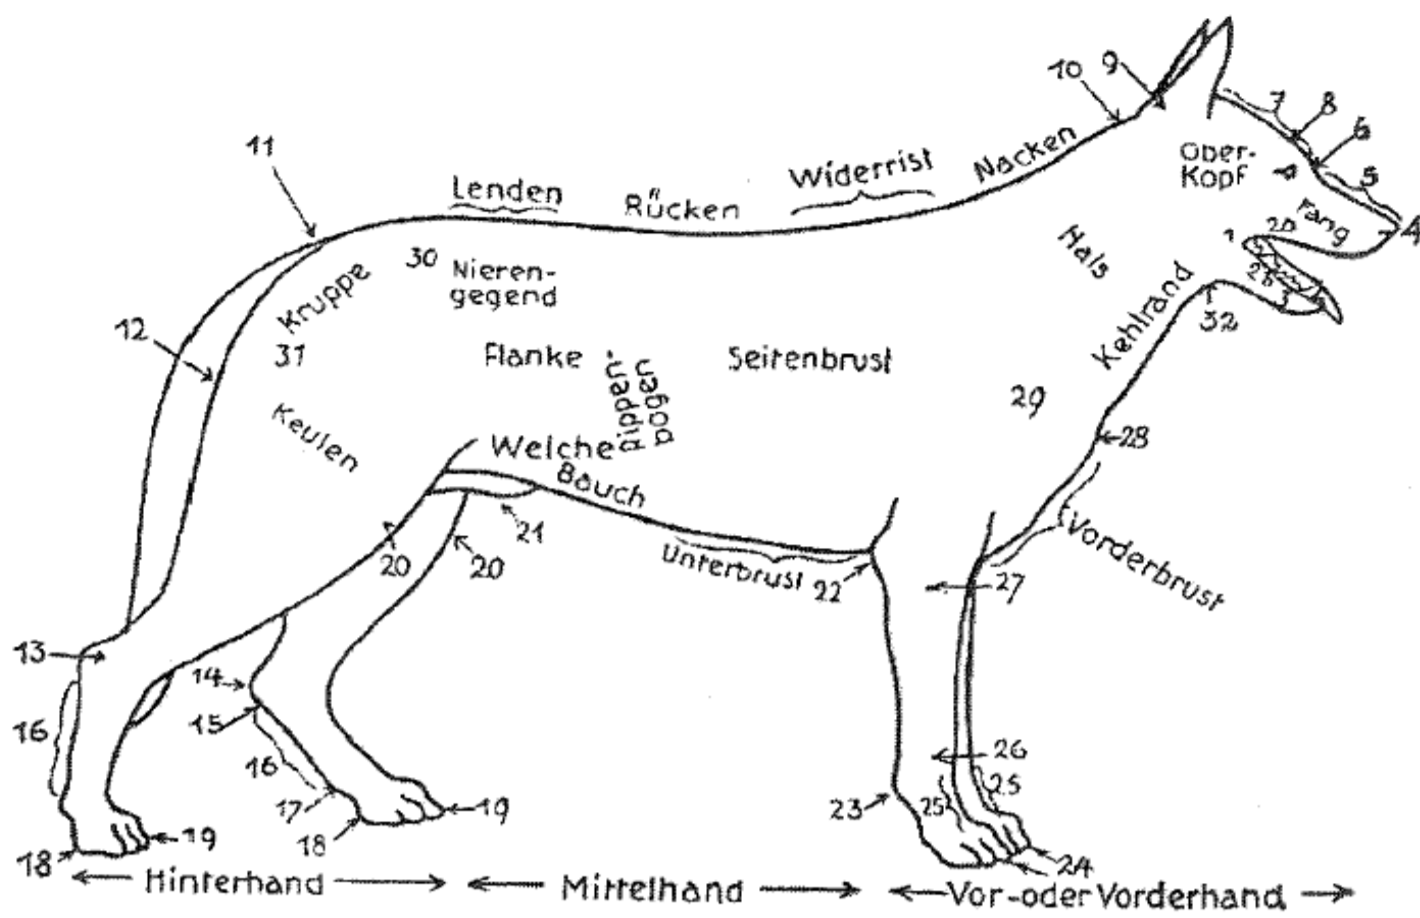 10 9
7 8 6
5
4
Ober-
Kopf
Fang
1 20
11
Lenden
Rücken
Widerrist
Nacken
Hals
Kehlrand
32
30
Nieren-
gegend
Kruppe
12
31
Flanke
Rippen-
bogen
Seitenbrust
29
28
Keulen
Welche
Bauch
21
20
20
Unterbrust
22
Vorderbrust
27
13
14
15
16
16
17
18
19
19
18
23
26
25
25
24
Hinterhand
Mittelhand
Vor-oder Vorderhand